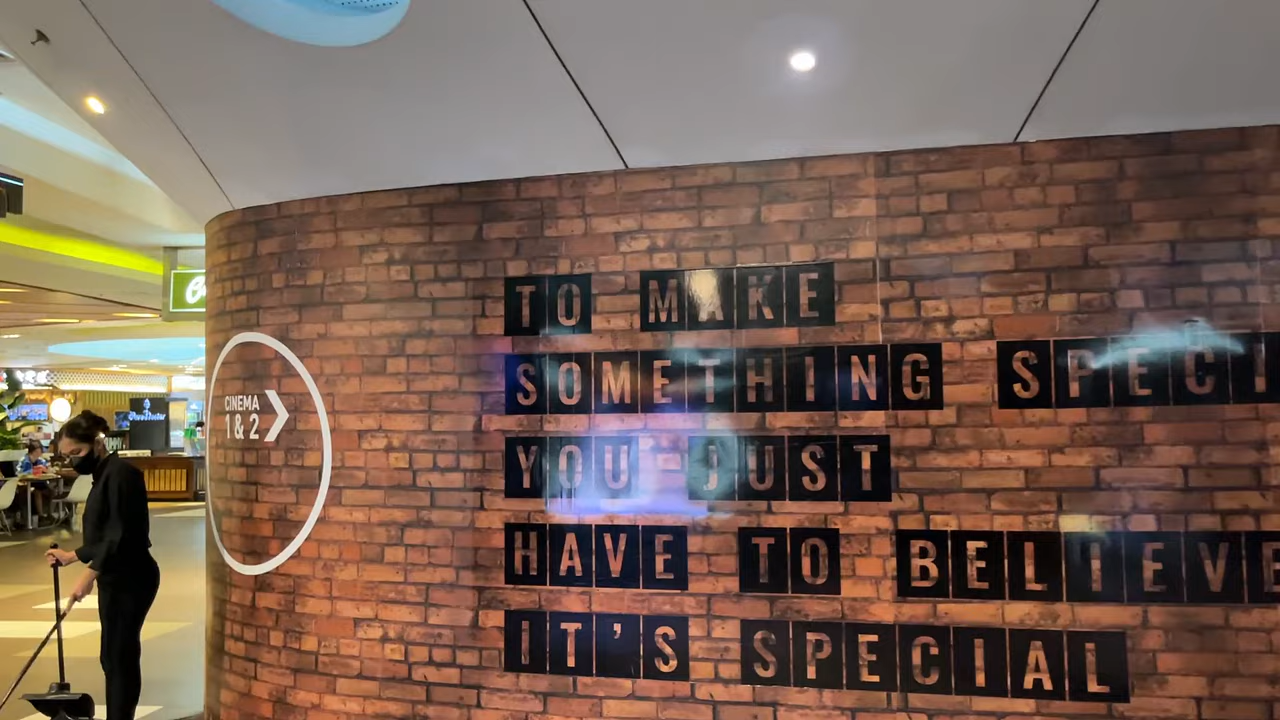 TO MAKE
SOMETHING SPECI
YOU JUST
HAVE TO BELIEVE
IT'S SPECIAL
CINEMA
1 & 2